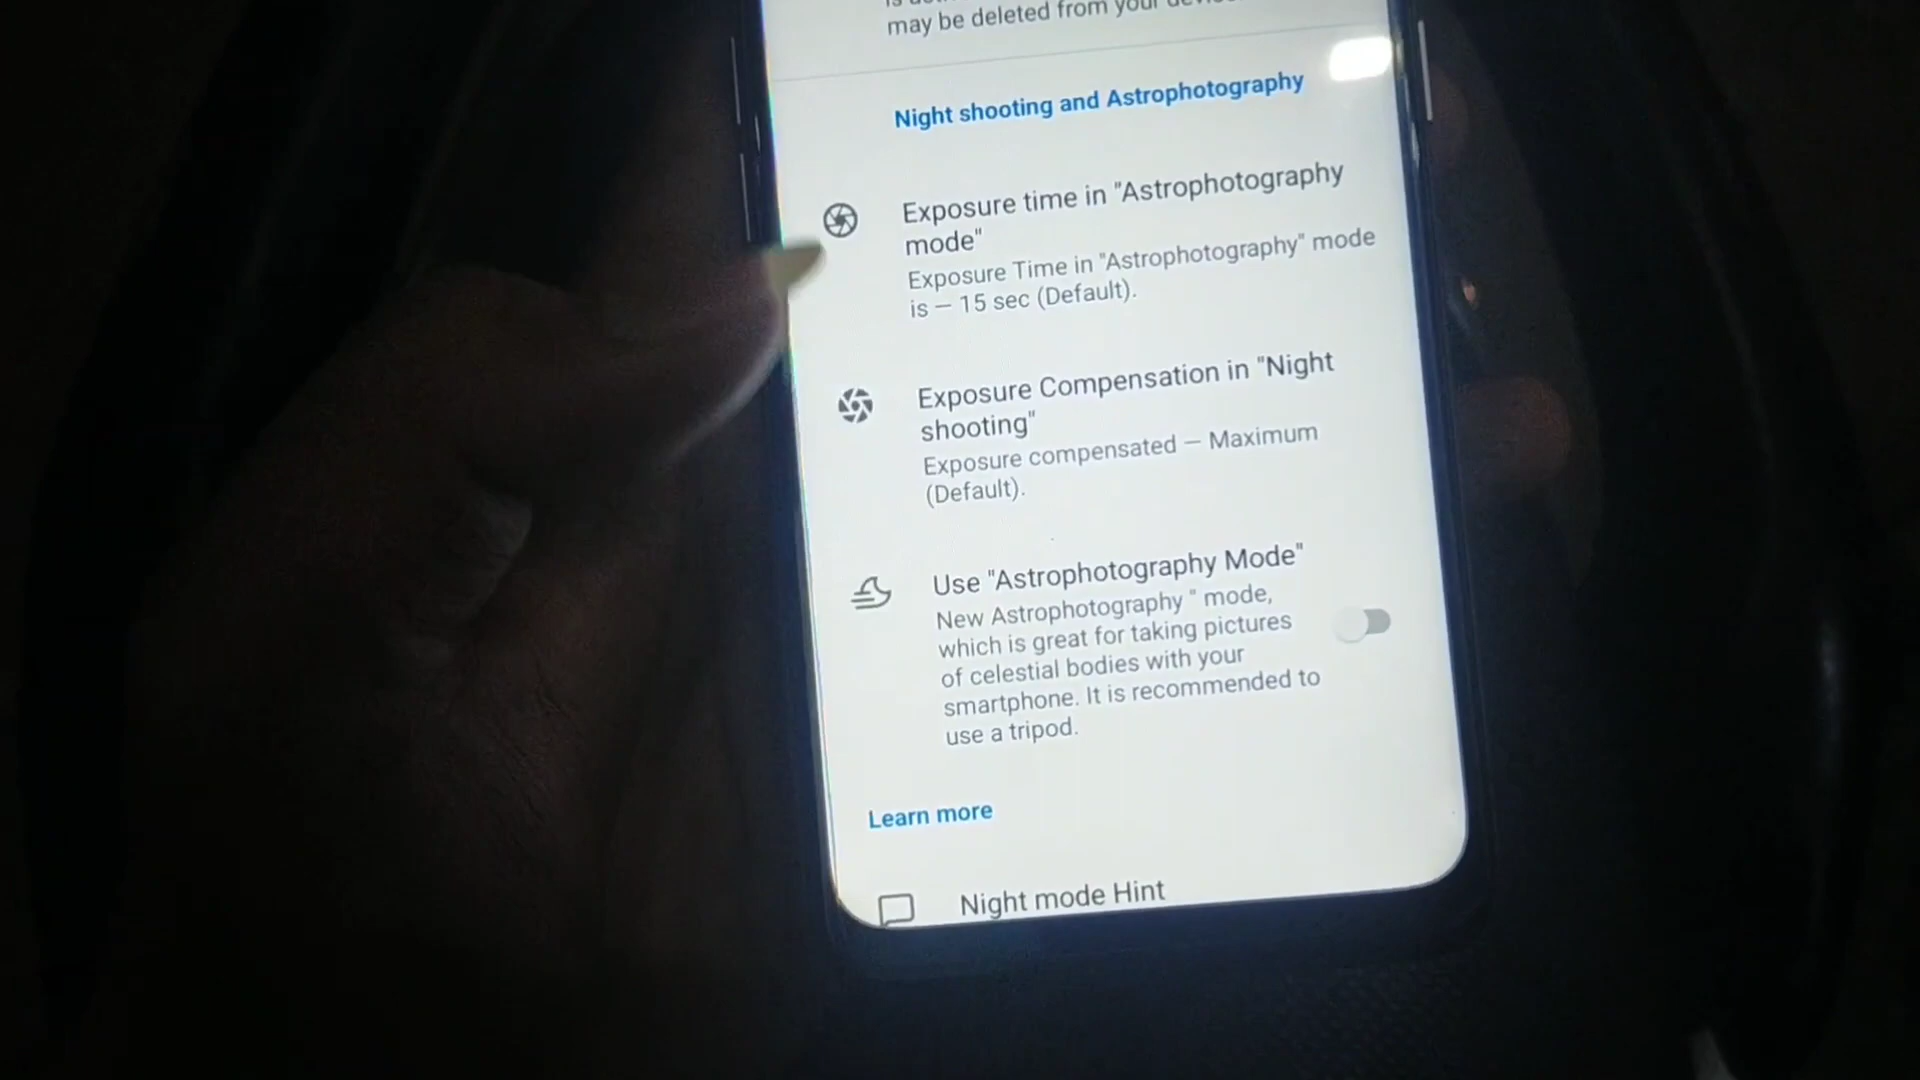 may be deleted from your
Night shooting and Astrophotography
Exposure time in "Astrophotography
mode"
Exposure Time in "Astrophotography" mode
is — 15 sec (Default).
Exposure Compensation in "Night
shooting"
Exposure compensated — Maximum
(Default).
Use "Astrophotography Mode"
New Astrophotography " mode,
which is great for taking pictures
of celestial bodies with your
smartphone. It is recommended to
use a tripod.
Learn more
Night mode Hint